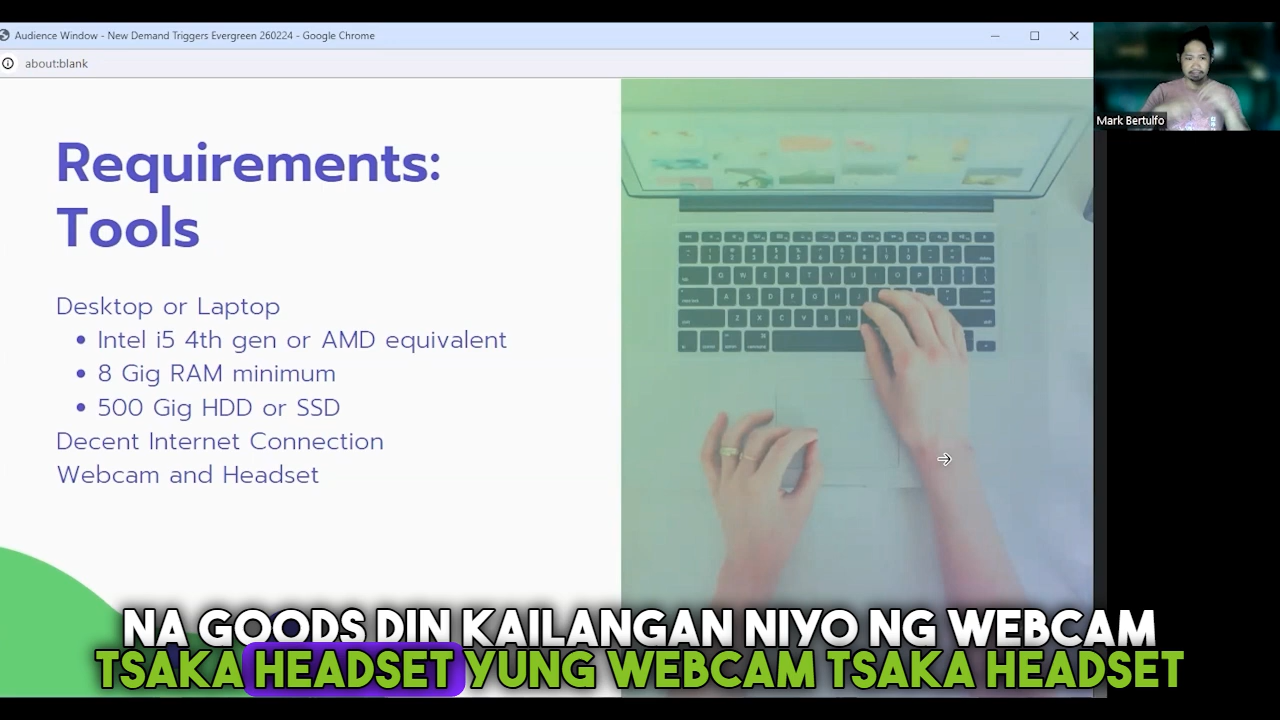 Audience Window - New Demand Triggers Evergreen 260224 - Google Chrome
about:blank
Mark Bertulfo
Requirements:
Tools
Desktop or Laptop
• Intel i5 4th gen or AMD equivalent
• 8 Gig RAM minimum
• 500 Gig HDD or SSD
Decent Internet Connection
Webcam and Headset
NA GOODS DIN KAILANGAN NIYO NG WEBCAM
TSAKA HEADSET YUNG WEBCAM TSAKA HEADSET